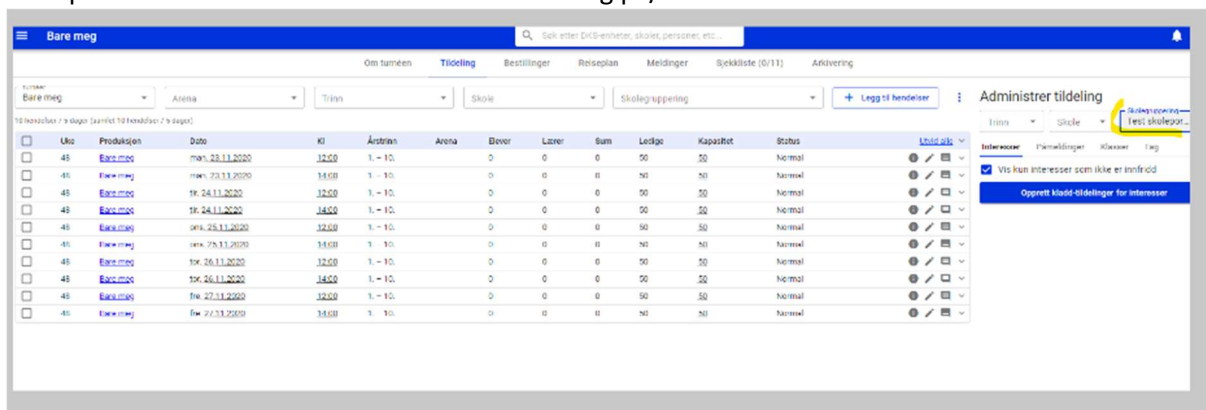 Bare meg
Søk etter DKS-enheter, skoler, personer, etc...
Om turnéen Tildeling Bestillinger Reiseplan Meldinger Sjekkliste (0/11) Arkivering
Turnéer
Bare meg Arena Trinn Skole Skolegruppering + Legg til hendelser
10 hendelser / 5 dager (samlet 10 hendelser / 5 dager)
Uke Produksjon Dato Kl Årstrinn Arena Elever Lærer Sum Ledige Kapasitet Status Utvid alle
48 Bare meg man. 23.11.2020 12:00 1. – 10. 0 0 0 50 50 Normal
48 Bare meg man. 23.11.2020 14:00 1. – 10. 0 0 0 50 50 Normal
48 Bare meg tir. 24.11.2020 12:00 1. – 10. 0 0 0 50 50 Normal
48 Bare meg tir. 24.11.2020 14:00 1. – 10. 0 0 0 50 50 Normal
48 Bare meg ons. 25.11.2020 12:00 1. – 10. 0 0 0 50 50 Normal
48 Bare meg ons. 25.11.2020 14:00 1. – 10. 0 0 0 50 50 Normal
48 Bare meg tor. 26.11.2020 12:00 1. – 10. 0 0 0 50 50 Normal
48 Bare meg tor. 26.11.2020 14:00 1. – 10. 0 0 0 50 50 Normal
48 Bare meg fre. 27.11.2020 12:00 1. – 10. 0 0 0 50 50 Normal
48 Bare meg fre. 27.11.2020 14:00 1. – 10. 0 0 0 50 50 Normal
Administrer tildeling
Skolegruppering
Trinn Skole Test skolepor...
Interesser Påmeldinger Klasser Tag
Vis kun interesser som ikke er innfridd
Opprett kladd-tildelinger for interesser